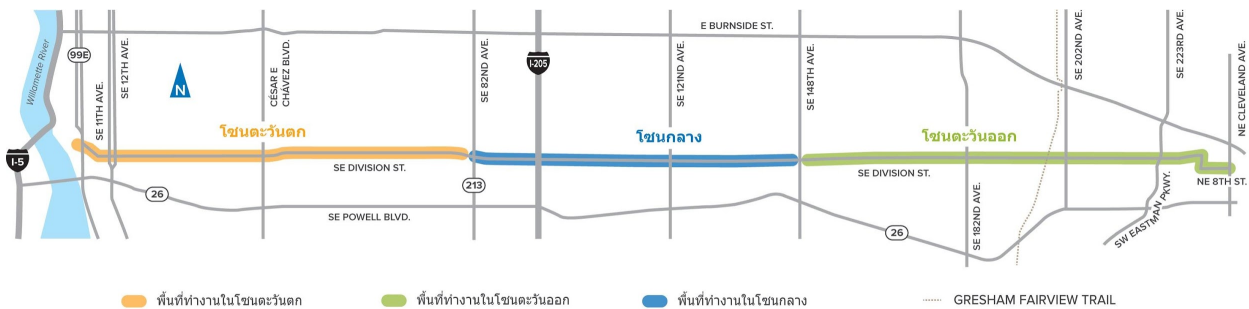 E BURNSIDE ST.
Willamette River
99E
SE 11TH AVE.
SE 12TH AVE.
N
CÉSAR E
CHÁVEZ BLVD.
SE 82ND AVE.
I-205
SE 121ND AVE.
SE 148TH AVE.
SE 202ND AVE.
SE 223RD AVE.
NE CLEVELAND AVE.
โซนตะวันตก
โซนกลาง
โซนตะวันออก
I-5
SE DIVISION ST.
SE DIVISION ST.
213
26
NE 8TH ST.
SE POWELL BLVD.
26
SE 182ND AVE.
SW EASTMAN PKWY.
พื้นที่ทำงานในโซนตะวันตก
พื้นที่ทำงานในโซนตะวันออก
พื้นที่ทำงานในโซนกลาง
GRESHAM FAIRVIEW TRAIL